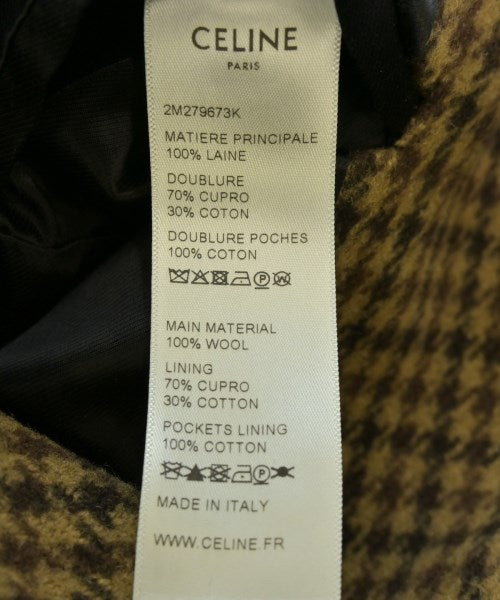 CELINE
PARIS
2M279673K
MATIERE PRINCIPALE
100% LAINE
DOUBLURE
70% CUPRO
30% COTON
DOUBLURE POCHES
100% COTON
MAIN MATERIAL
100% WOOL
LINING
70% CUPRO
30% COTTON
POCKETS LINING
100% COTTON
MADE IN ITALY
WWW.CELINE.FR